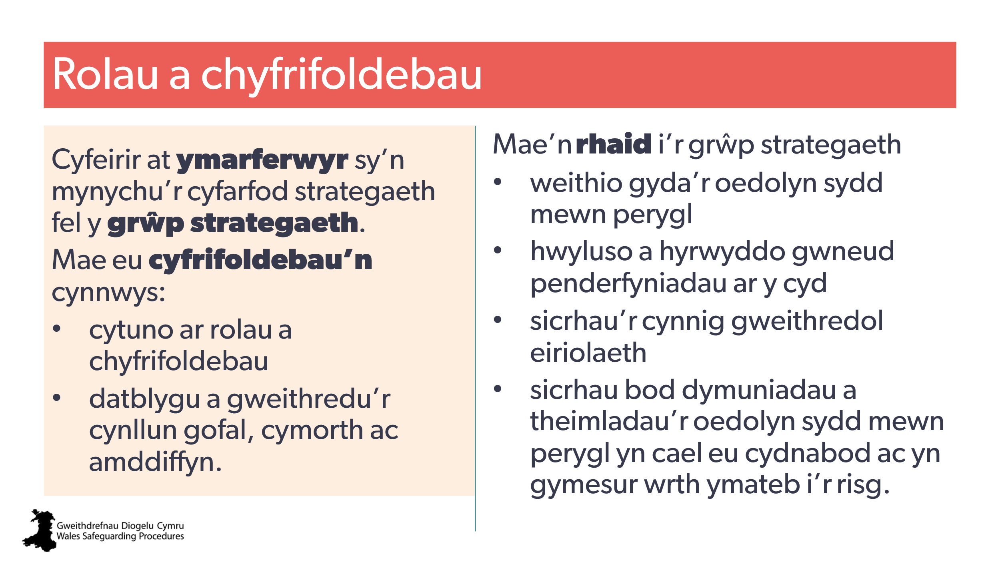 Rolau a chyfrifoldebau
Cyfeirir at ymarferwyr sy’n
mynychu’r cyfarfod strategaeth
fel y grŵp strategaeth.
Mae eu cyfrifoldebau’n
cynnwys:
• cytuno ar rolau a
chyfrifoldebau
• datblygu a gweithredu’r
cynllun gofal, cymorth ac
amddiffyn.
Mae’n rhaid i’r grŵp strategaeth
• weithio gyda’r oedolyn sydd
mewn perygl
• hwyluso a hyrwyddo gwneud
penderfyniadau ar y cyd
• sicrhau’r cynnig gweithredol
eiriolaeth
• sicrhau bod dymuniadau a
theimladau’r oedolyn sydd mewn
perygl yn cael eu cydnabod ac yn
gymesur wrth ymateb i’r risg.
Gweithdrefnau Diogelu Cymru
Wales Safeguarding Procedures